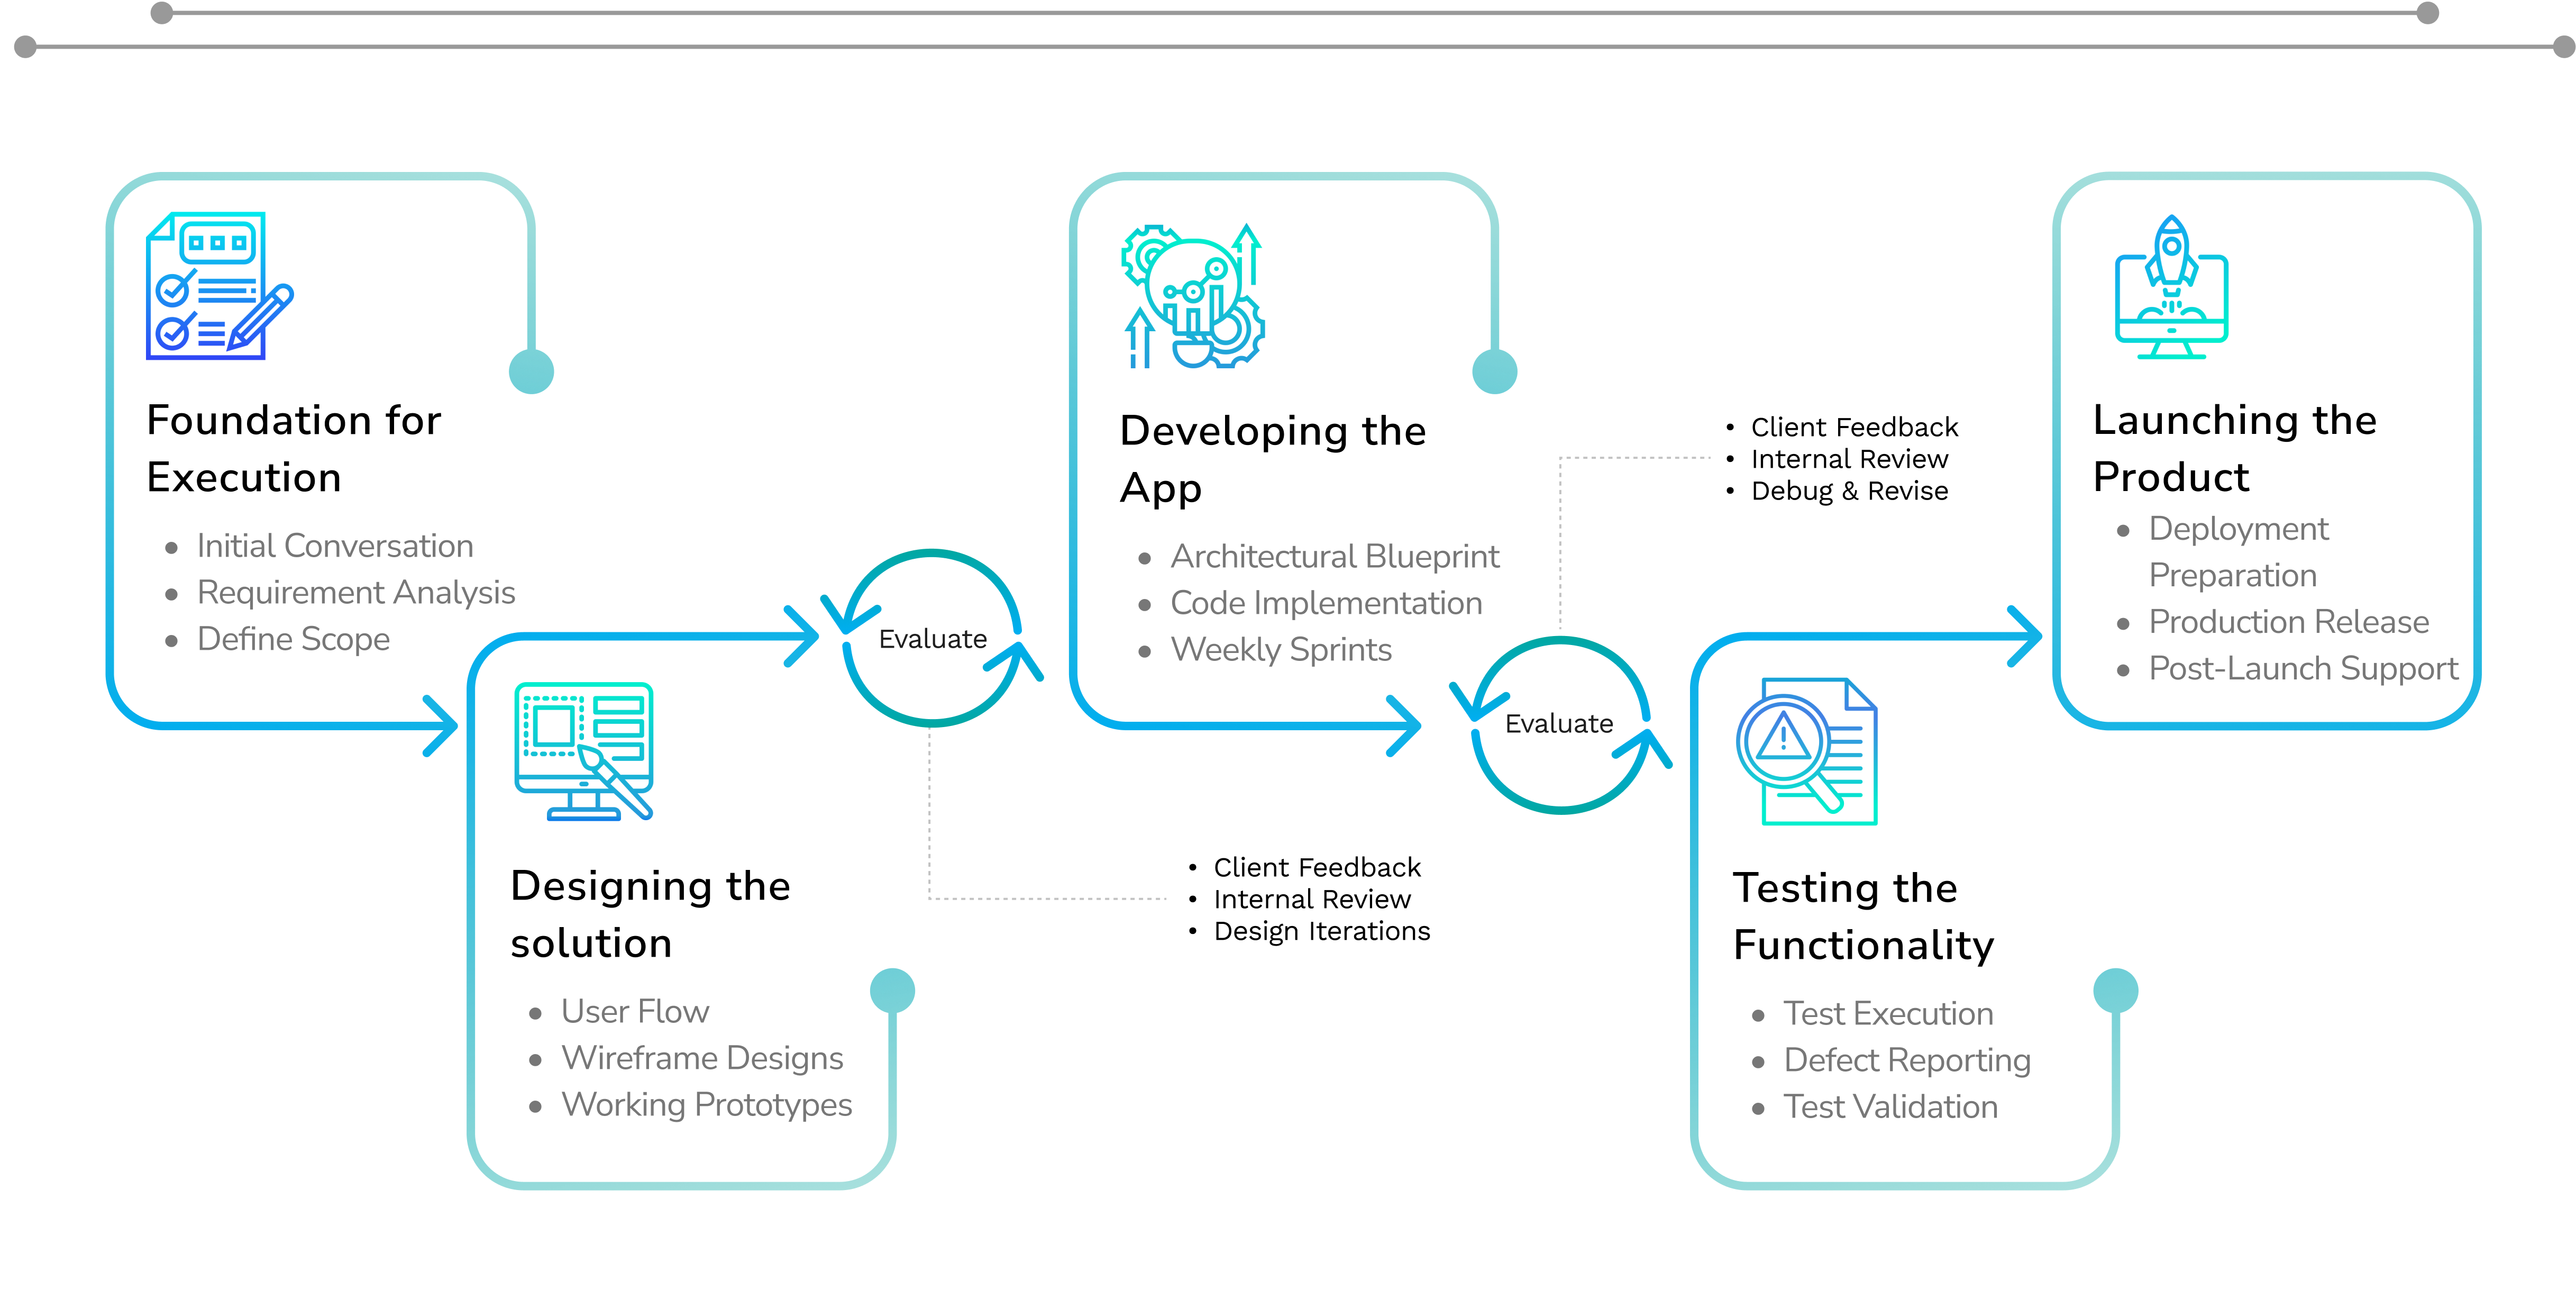 Foundation for
Execution
Initial Conversation
Requirement Analysis
Define Scope
Designing the
solution
User Flow
Wireframe Designs
Working Prototypes
Evaluate
• Client Feedback
• Internal Review
• Design Iterations
Developing the
App
Architectural Blueprint
Code Implementation
Weekly Sprints
Evaluate
• Client Feedback
• Internal Review
• Debug & Revise
Testing the
Functionality
Test Execution
Defect Reporting
Test Validation
Launching the
Product
Deployment
Preparation
Production Release
Post-Launch Support